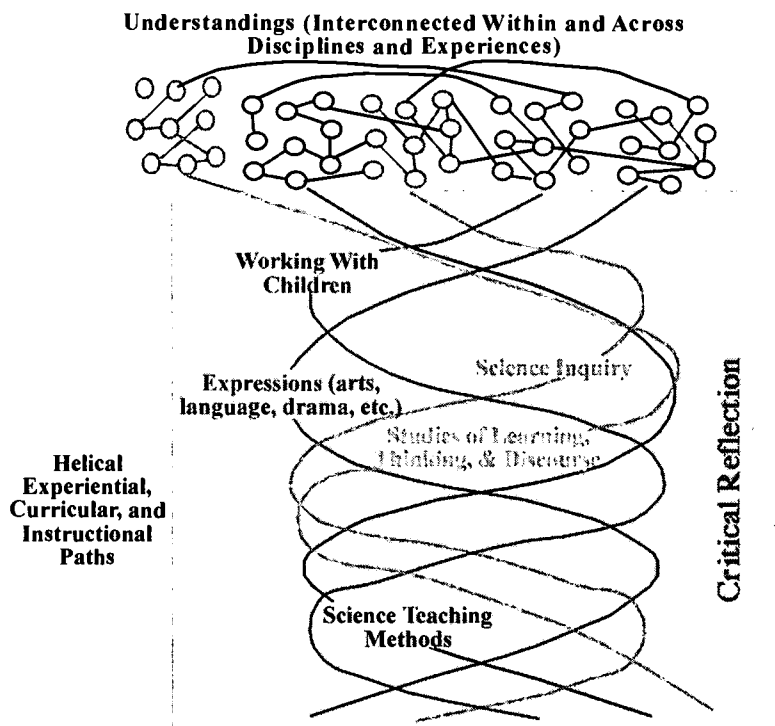 Understandings (Interconnected Within and Across
Disciplines and Experiences)
Working With
Children
Science Inquiry
Expressions (arts,
language, drama, etc.)
Studies of Learning,
Thinking, & Discourse
Helical
Experiential,
Curricular, and
Instructional
Paths
Critical Reflection
Science Teaching
Methods